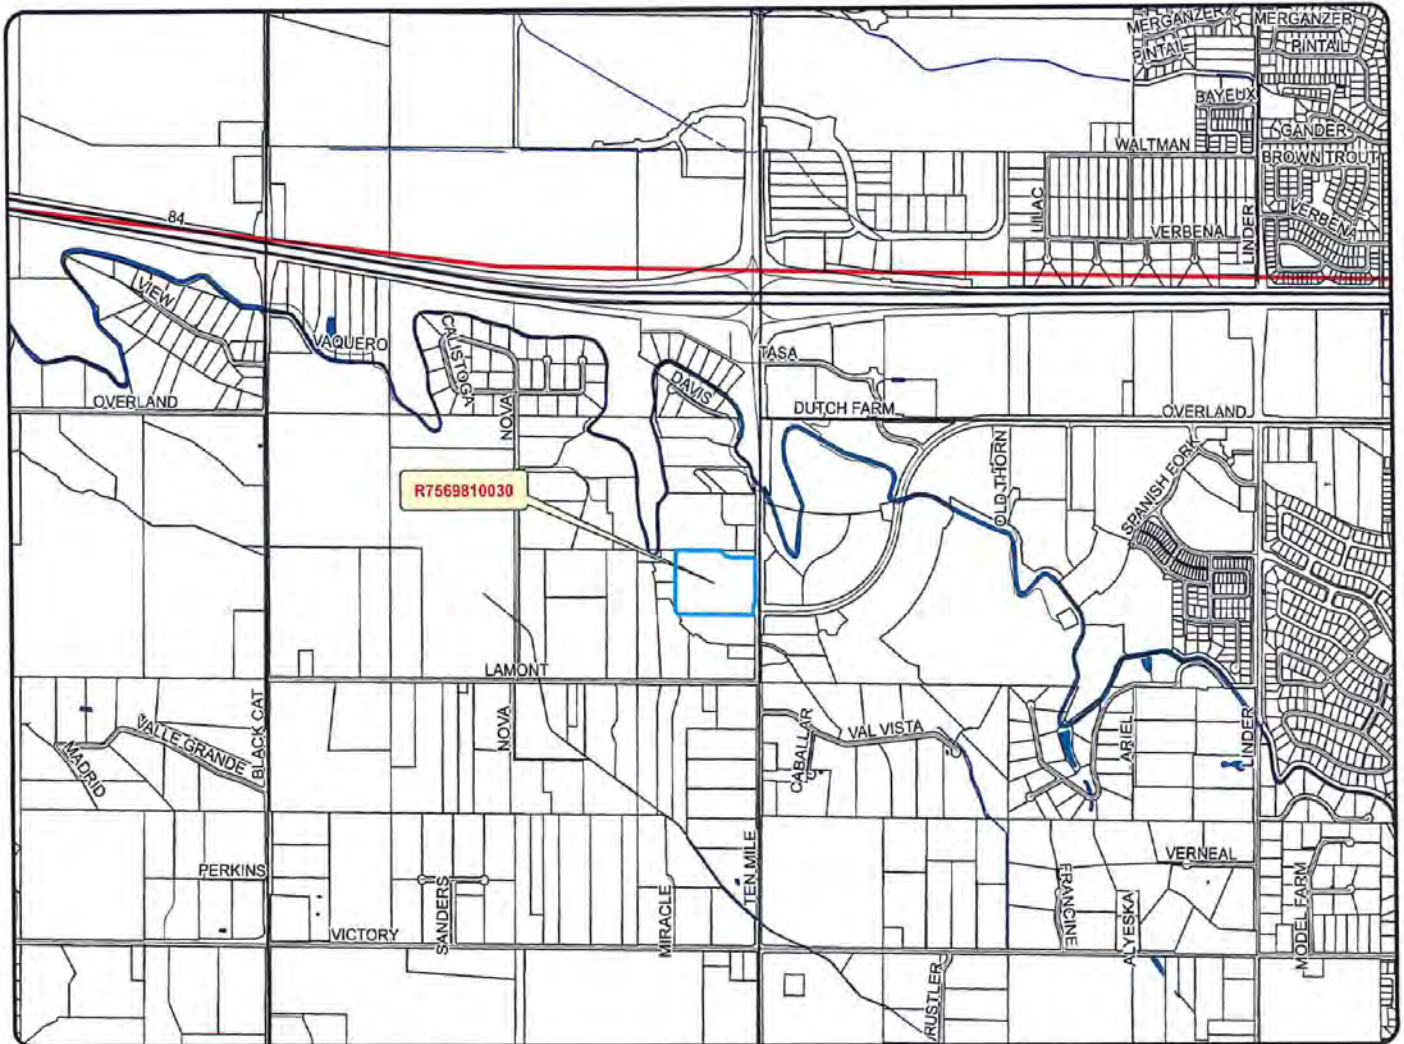 MERGANZER
MERGANZER
PINTAIL
PINTAIL
BAYEUX
GANDER
WALTMAN
BROWN TROUT
LILAC
84
VERBENA
LINDER
VERBENA
VIEW
VAQUERO
CALISTOGA
TASA
DAVIS
NOVA
OVERLAND
DUTCH FARM
OVERLAND
OLD THORN
SPANISH FORK
R7569810030
LAMONT
BLACK CAT
NOVA
CABALLAR
VAL VISTA
ARIEL
LINDER
VALLE GRANDE
MADRID
TEN MILE
VERNEAL
PERKINS
SANDERS
MIRACLE
FRANCINE
ALYESKA
MODEL FARM
VICTORY
RUSTLER